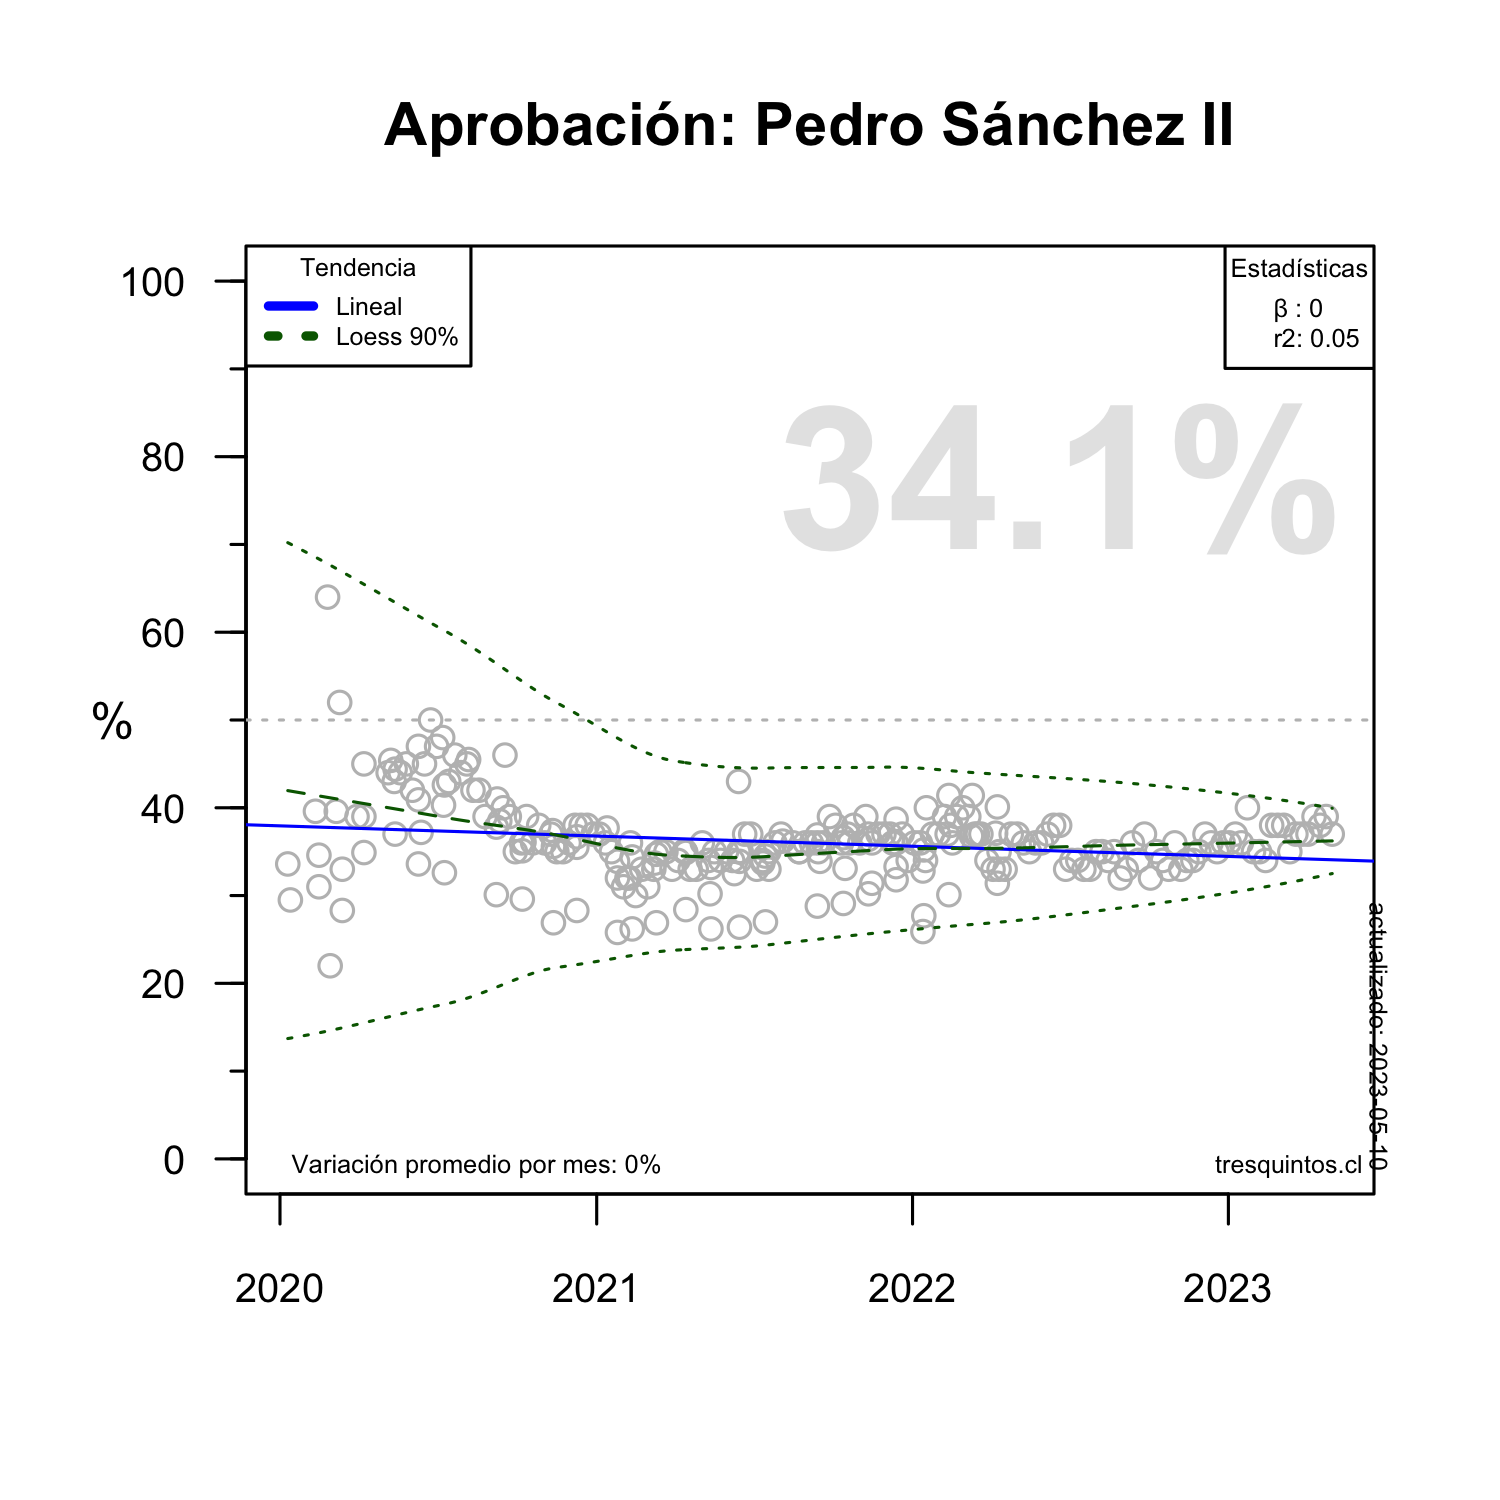 Aprobación: Pedro Sánchez II
Tendencia
Lineal
Loess 90%
Estadísticas
β : 0
r2: 0.05
34.1%
100
80
60
40
20
0
%
Variación promedio por mes: 0%
tresquintos.cl
actualizado: 2023-05-10
2020
2021
2022
2023